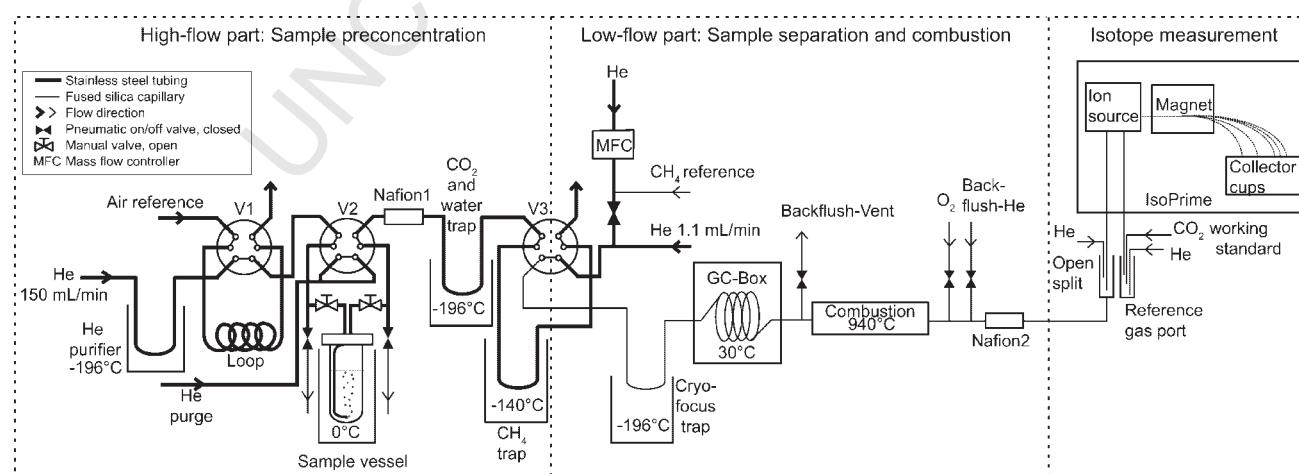 UNC
High-flow part: Sample preconcentration
Low-flow part: Sample separation and combustion
Isotope measurement
Stainless steel tubing
Fused silica capillary
Flow direction
Pneumatic on/off valve, closed
Manual valve, open
MFC Mass flow controller
Air reference
V1
V2
Nafion1
CO2
and
water
trap
V3
He
MFC
CH4 reference
He 1.1 mL/min
Backflush-Vent
O2
Back-
flush-He
Ion
source
Magnet
Collector
cups
IsoPrime
He
CO2 working
standard
He
Open
split
Reference
gas port
He
150 mL/min
He
purifier
-196°C
Loop
He
purge
0°C
Sample vessel
-196°C
-140°C
CH4
trap
-196°C
Cryo-
focus
trap
GC-Box
30°C
Combustion
940°C
Nafion2